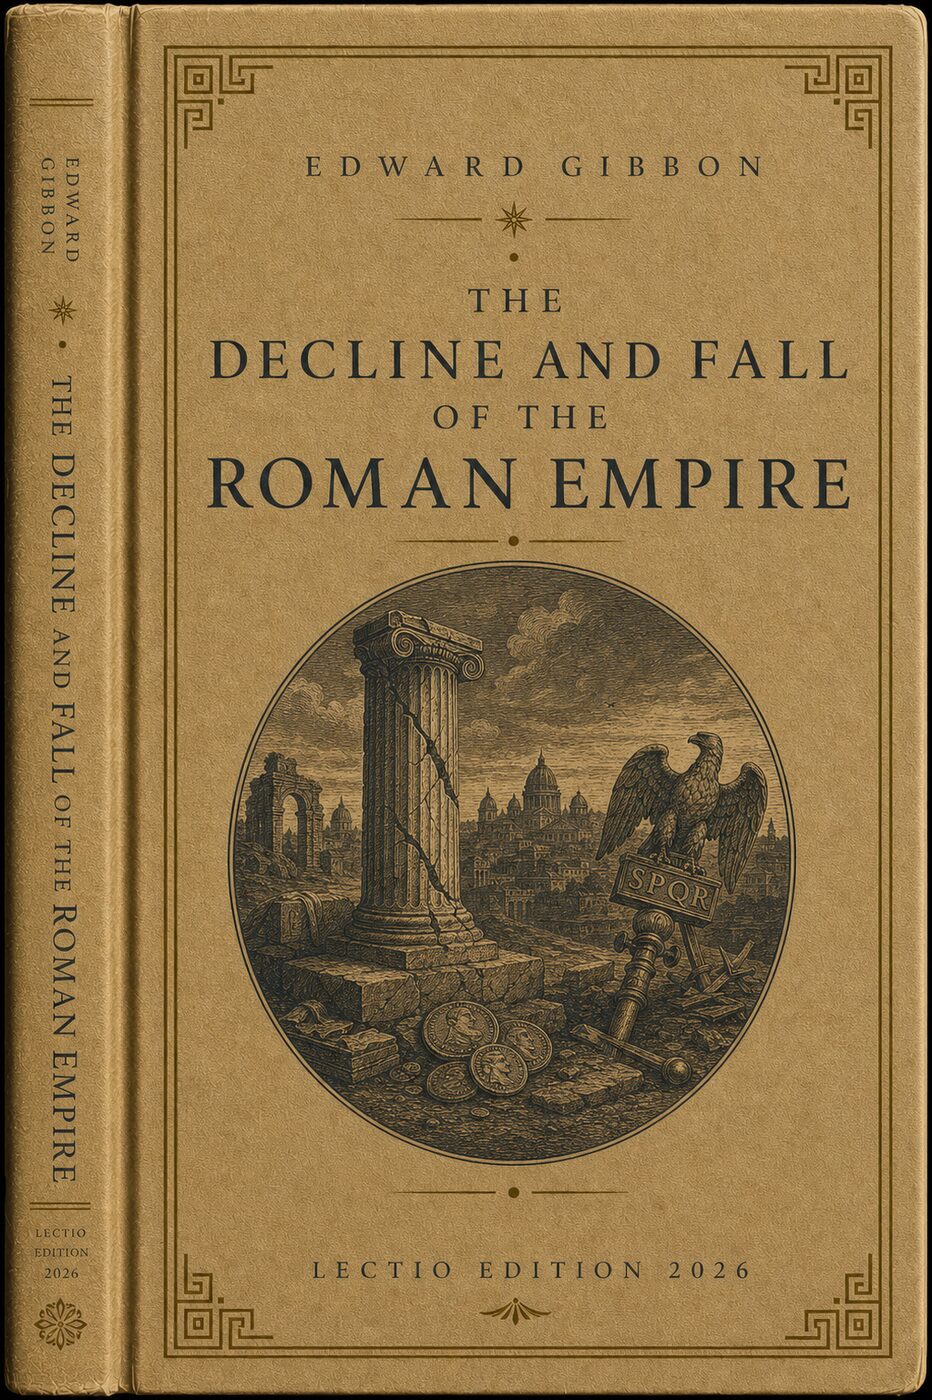 EDWARD GIBBON
THE
DECLINE AND FALL
OF THE
ROMAN EMPIRE
SPQR
LECTIO EDITION 2026
EDWARD
GIBBON
THE DECLINE AND FALL OF THE ROMAN EMPIRE
LECTIO
EDITION
2026